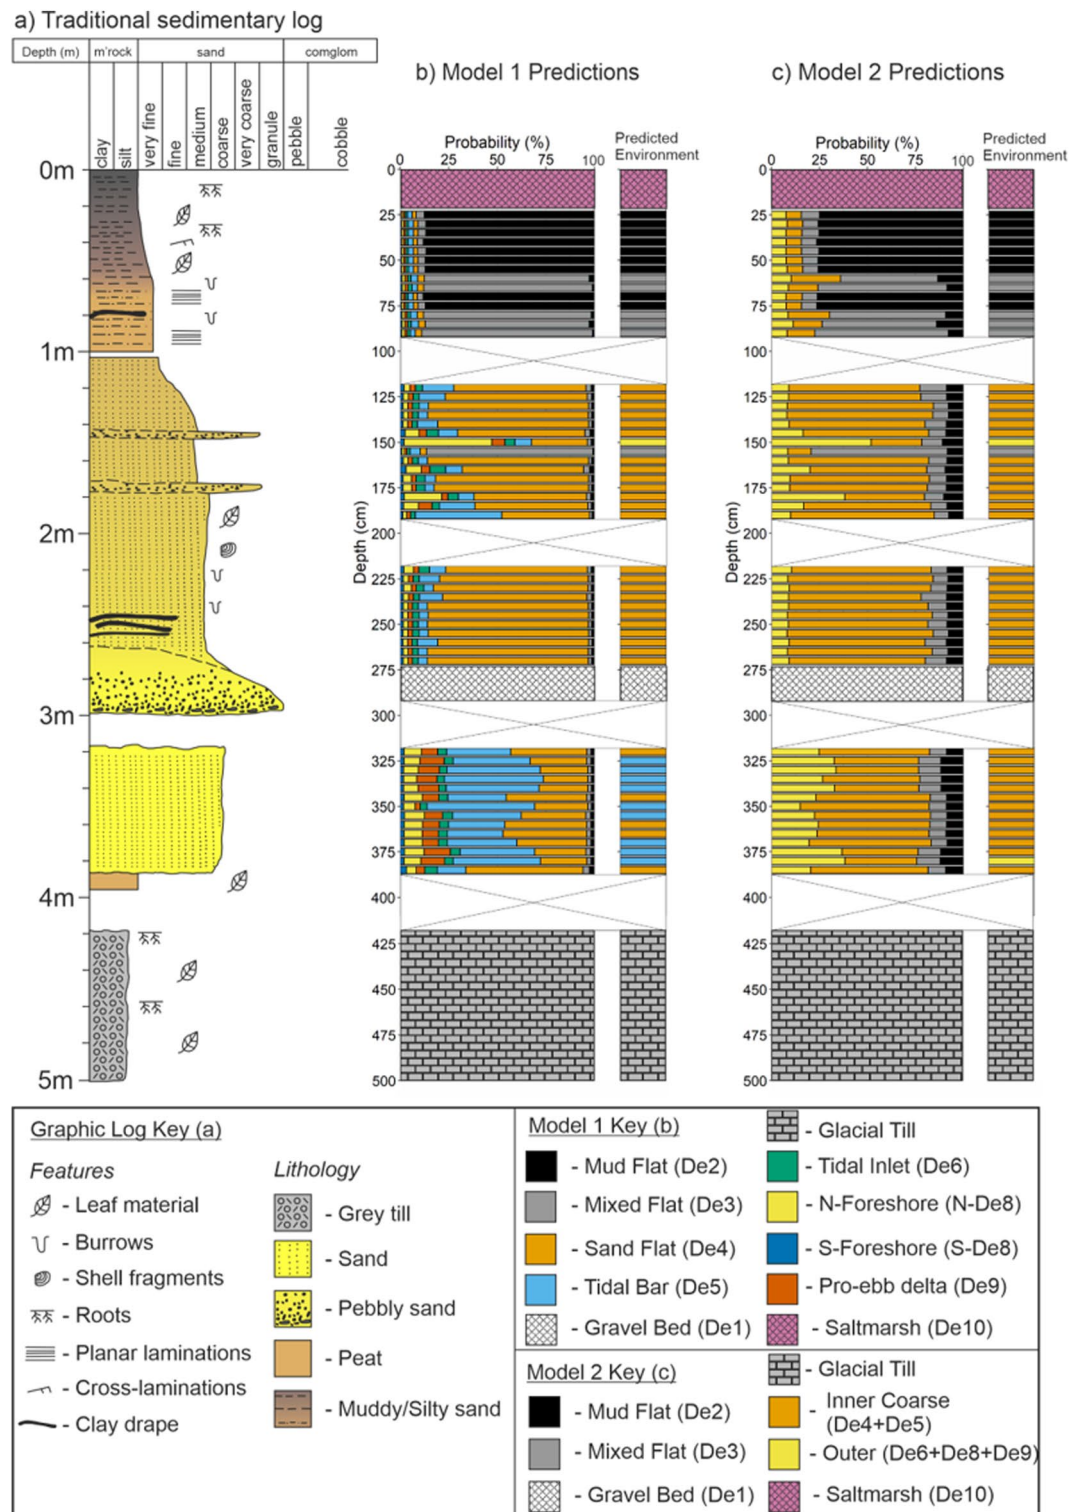 a) Traditional sedimentary log
Depth (m) m'rock sand comglom
clay
silt
very fine
fine
medium
coarse
very coarse
granule
pebble
cobble
0m
1m
2m
3m
4m
5m
b) Model 1 Predictions
Probability (%)
0 25 50 75 100
Predicted
Environment
Depth (cm)
0
25
50
75
100
125
150
175
200
225
250
275
300
325
350
375
400
425
450
475
500
c) Model 2 Predictions
Probability (%)
0 25 50 75 100
Predicted
Environment
Depth (cm)
0
25
50
75
100
125
150
175
200
225
250
275
300
325
350
375
400
425
450
475
500
Graphic Log Key (a)
Features
- Leaf material
- Burrows
- Shell fragments
- Roots
- Planar laminations
- Cross-laminations
- Clay drape
Lithology
- Grey till
- Sand
- Pebbly sand
- Peat
- Muddy/Silty sand
Model 1 Key (b)
- Mud Flat (De2)
- Mixed Flat (De3)
- Sand Flat (De4)
- Tidal Bar (De5)
- Gravel Bed (De1)
- Glacial Till
- Tidal Inlet (De6)
- N-Foreshore (N-De8)
- S-Foreshore (S-De8)
- Pro-ebb delta (De9)
- Saltmarsh (De10)
Model 2 Key (c)
- Mud Flat (De2)
- Mixed Flat (De3)
- Gravel Bed (De1)
- Glacial Till
- Inner Coarse
(De4+De5)
- Outer (De6+De8+De9)
- Saltmarsh (De10)